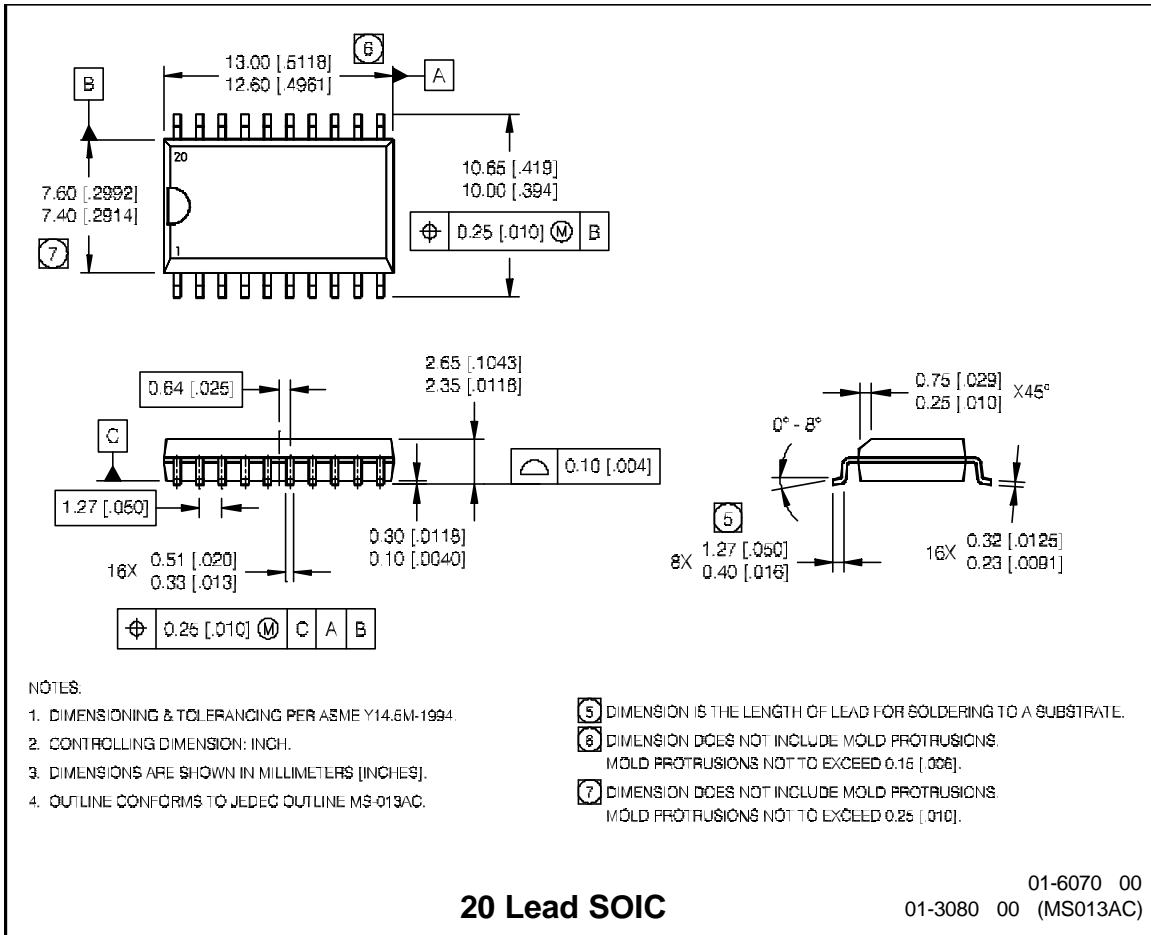 13.00 [.5118]
12.60 [.4961]
6
A
B
20
1
7.60 [.2992]
7.40 [.2914]
7
10.65 [.419]
10.00 [.394]
0.25 [.010] Ⓜ B
0.64 [.025]
2.65 [.1043]
2.35 [.0118]
C
0.10 [.004]
1.27 [.050]
0.30 [.0118]
0.10 [.0040]
16X 0.51 [.020]
0.33 [.013]
0.25 [.010] Ⓜ C A B
0.75 [.029]
0.25 [.010] X45°
0° - 8°
5
8X 1.27 [.050]
0.40 [.016]
16X 0.32 [.0125]
0.23 [.0091]
NOTES:
1. DIMENSIONING & TOLERANCING PER ASME Y14.5M-1994.
2. CONTROLLING DIMENSION: INCH.
3. DIMENSIONS ARE SHOWN IN MILLIMETERS [INCHES].
4. OUTLINE CONFORMS TO JEDEC OUTLINE MS-013AC.
5 DIMENSION IS THE LENGTH OF LEAD FOR SOLDERING TO A SUBSTRATE.
6 DIMENSION DOES NOT INCLUDE MOLD PROTRUSIONS.
MOLD PROTRUSIONS NOT TO EXCEED 0.15 [.006].
7 DIMENSION DOES NOT INCLUDE MOLD PROTRUSIONS.
MOLD PROTRUSIONS NOT TO EXCEED 0.25 [.010].
20 Lead SOIC
01-6070 00
01-3080 00 (MS013AC)